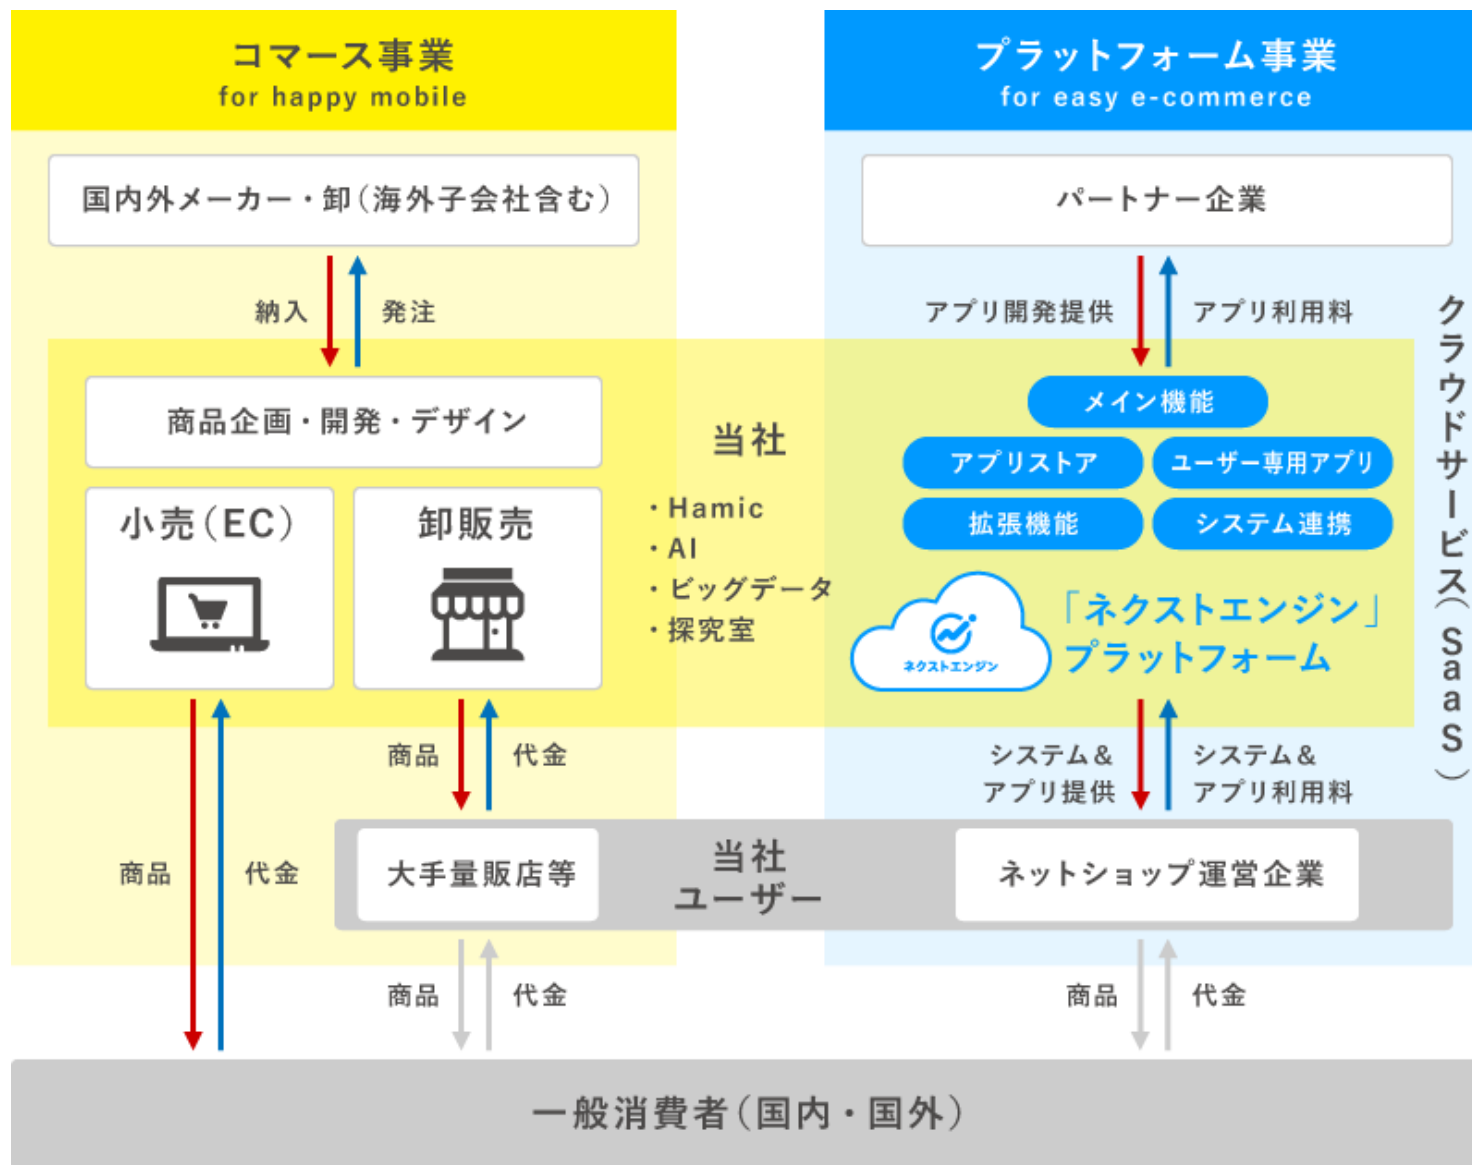 コマース事業
for happy mobile
国内外メーカー・卸(海外子会社含む)
納入
発注
商品企画・開発・デザイン
小売(EC)
卸販売
商品
代金
商品
代金
大手量販店等
商品
代金
当社
・Hamic
・AI
・ビッグデータ
・探究室
当社
ユーザー
プラットフォーム事業
for easy e-commerce
パートナー企業
アプリ開発提供
アプリ利用料
メイン機能
アプリストア
ユーザー専用アプリ
拡張機能
システム連携
ネクストエンジン
「ネクストエンジン」
プラットフォーム
システム&
アプリ提供
システム&
アプリ利用料
ネットショップ運営企業
商品
代金
クラウドサービス(SaaS)
一般消費者(国内・国外)